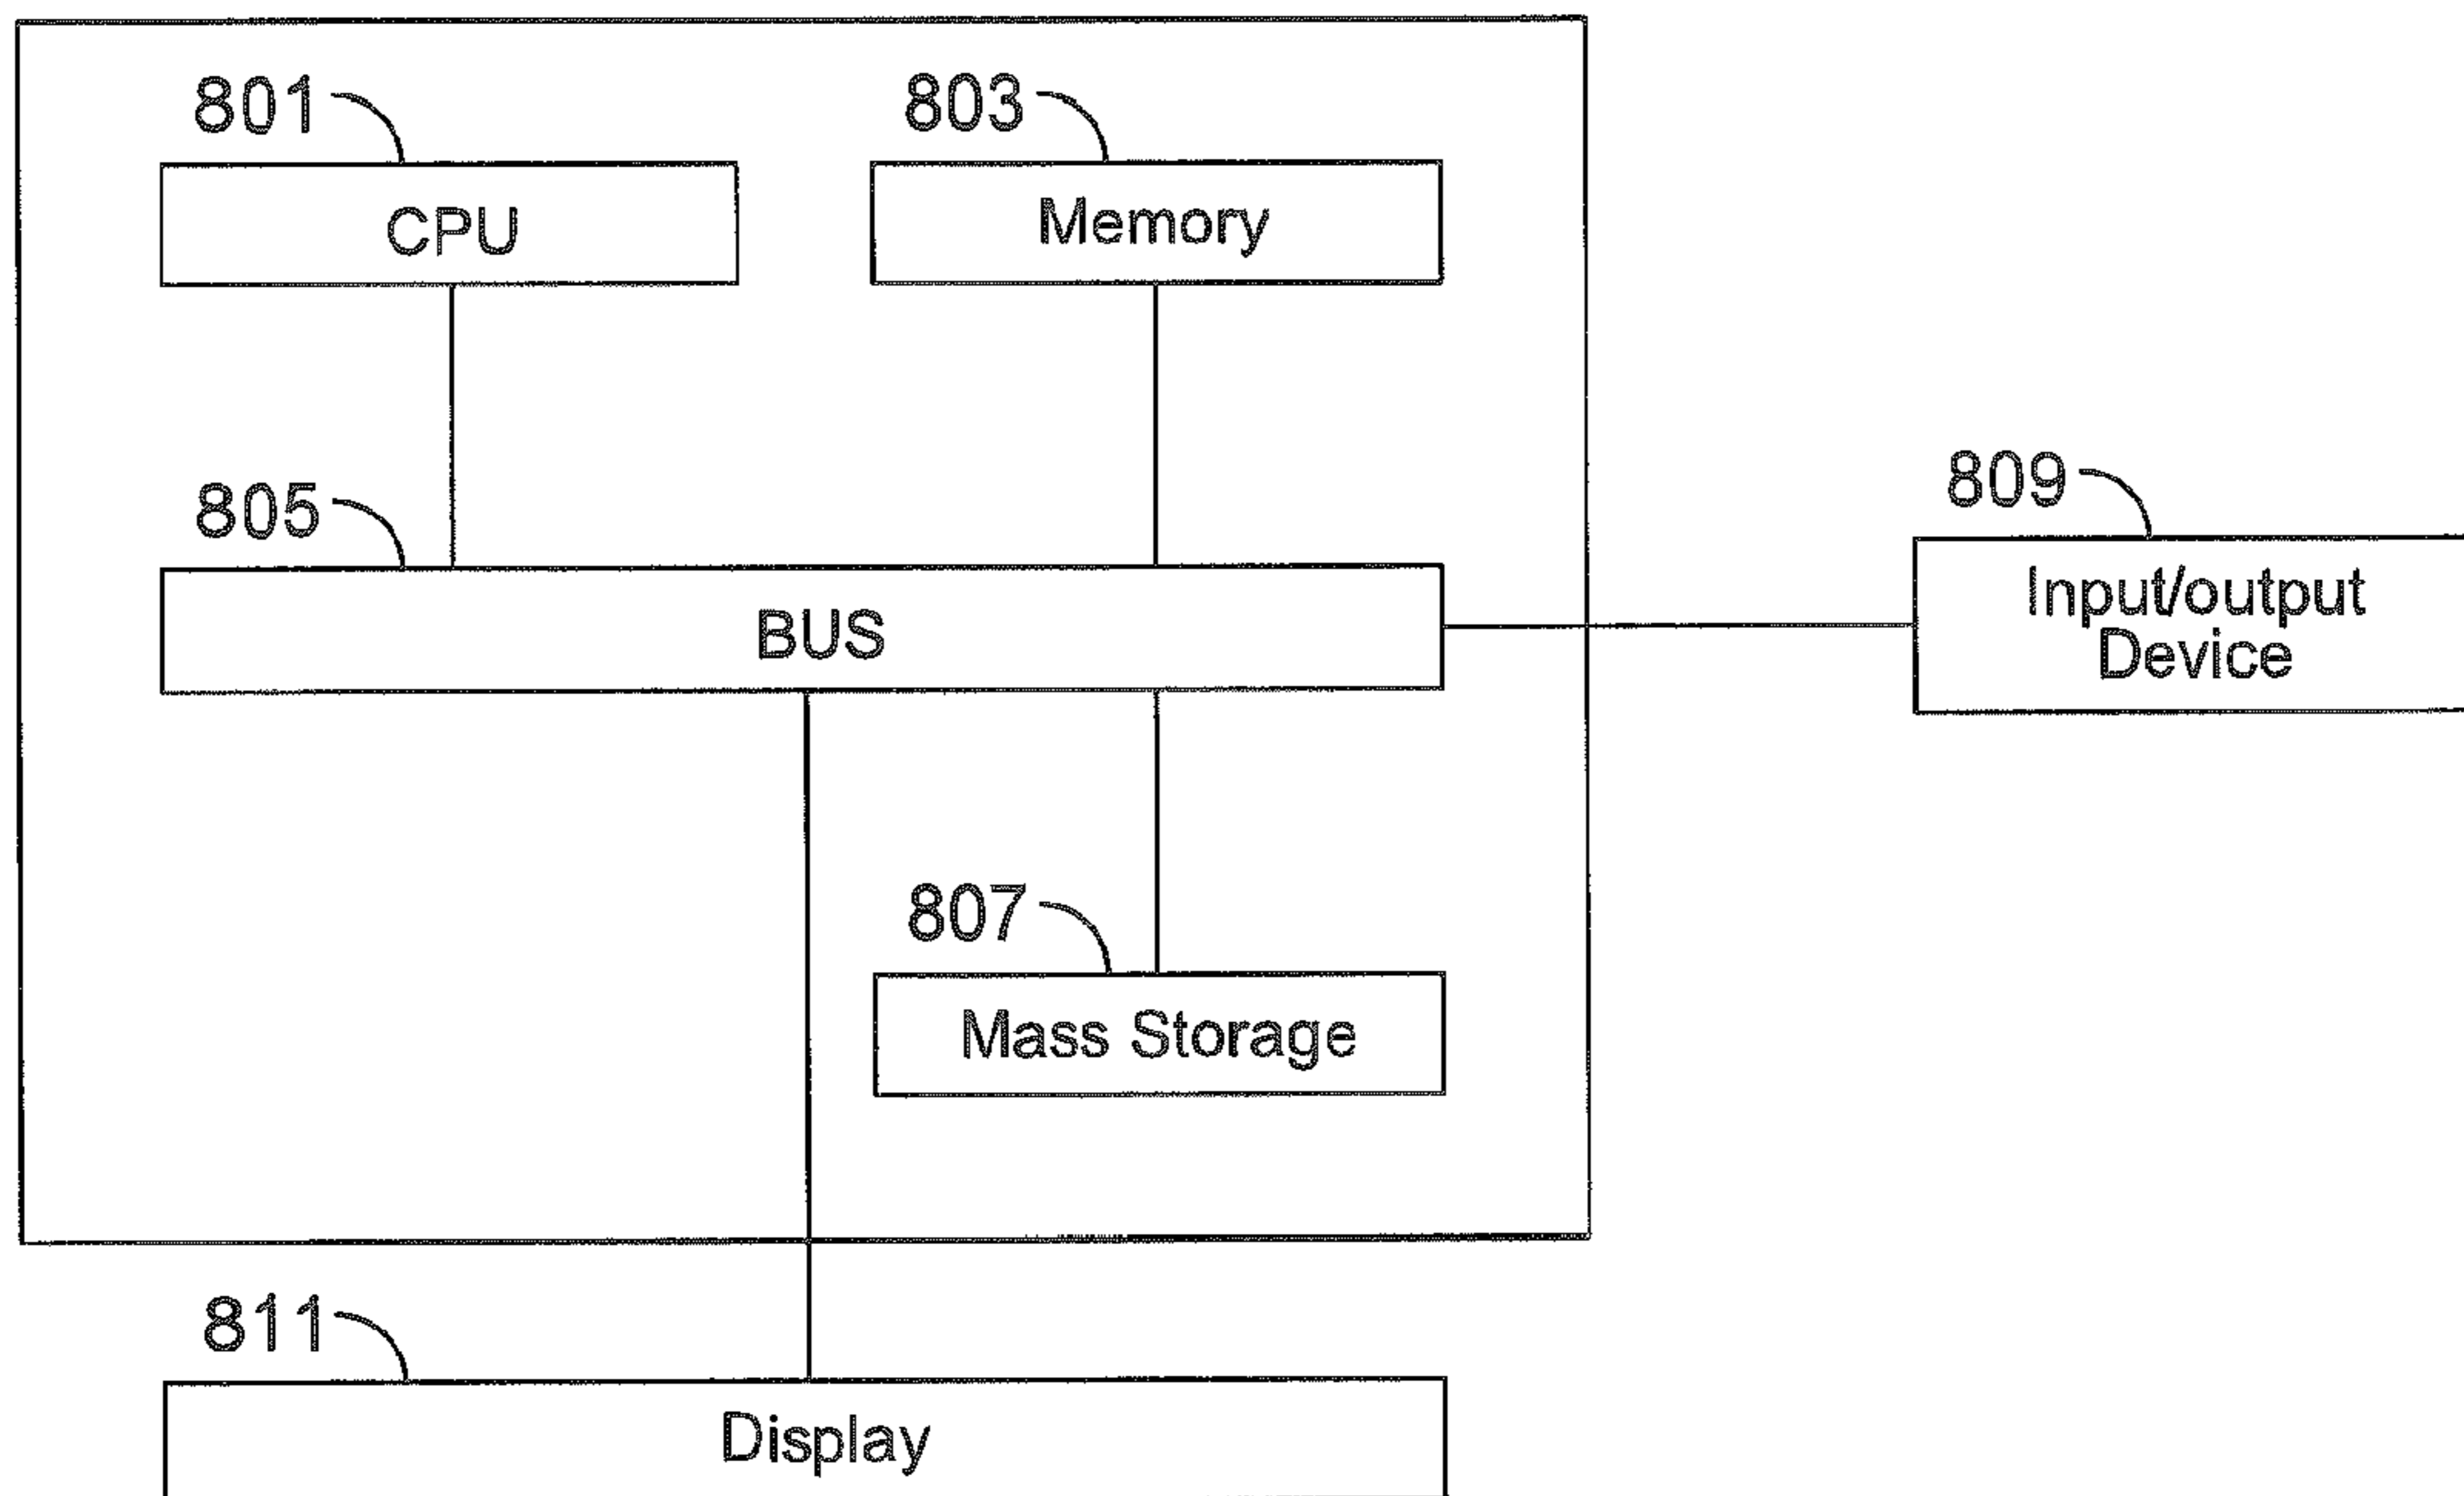 801
803
CPU
Memory
805
809
BUS
Input/output
Device
807
Mass Storage
811
Display